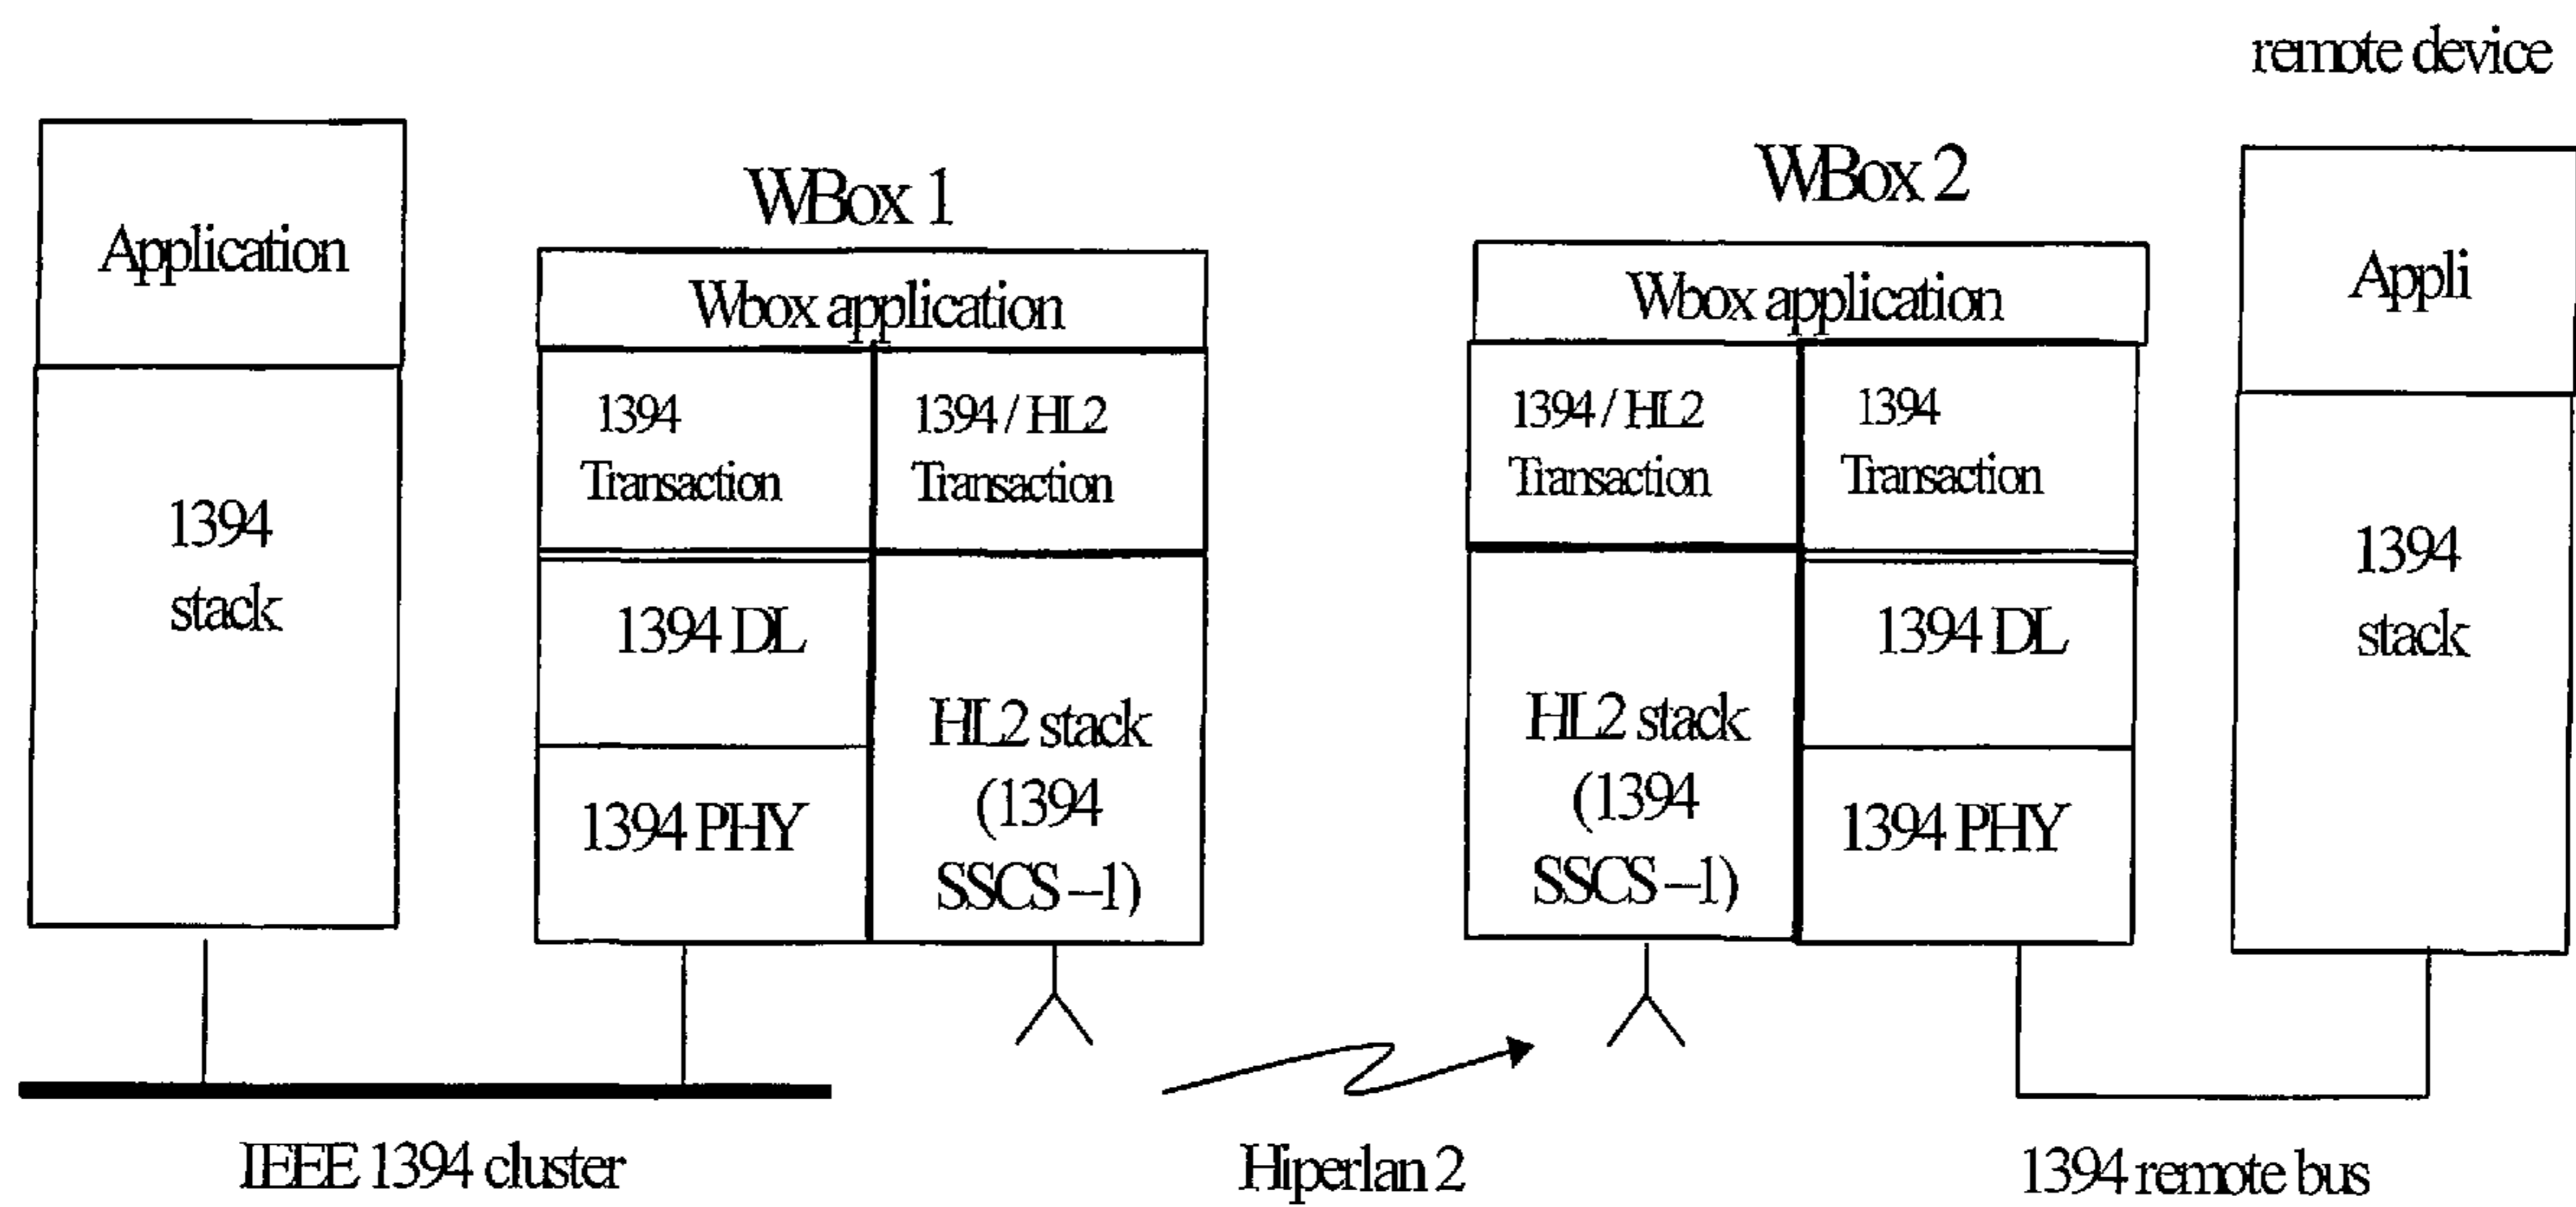 remote device
WBox 1
WBox 2
Application
1394
stack
Wbox application
1394
Transaction
1394 / HL2
Transaction
1394 DL
1394 PHY
HL2 stack
(1394
SSCS –1)
Wbox application
1394 / HL2
Transaction
1394
Transaction
HL2 stack
(1394
SSCS –1)
1394 DL
1394 PHY
Appli
1394
stack
IEEE 1394 cluster
Hiperlan 2
1394 remote bus